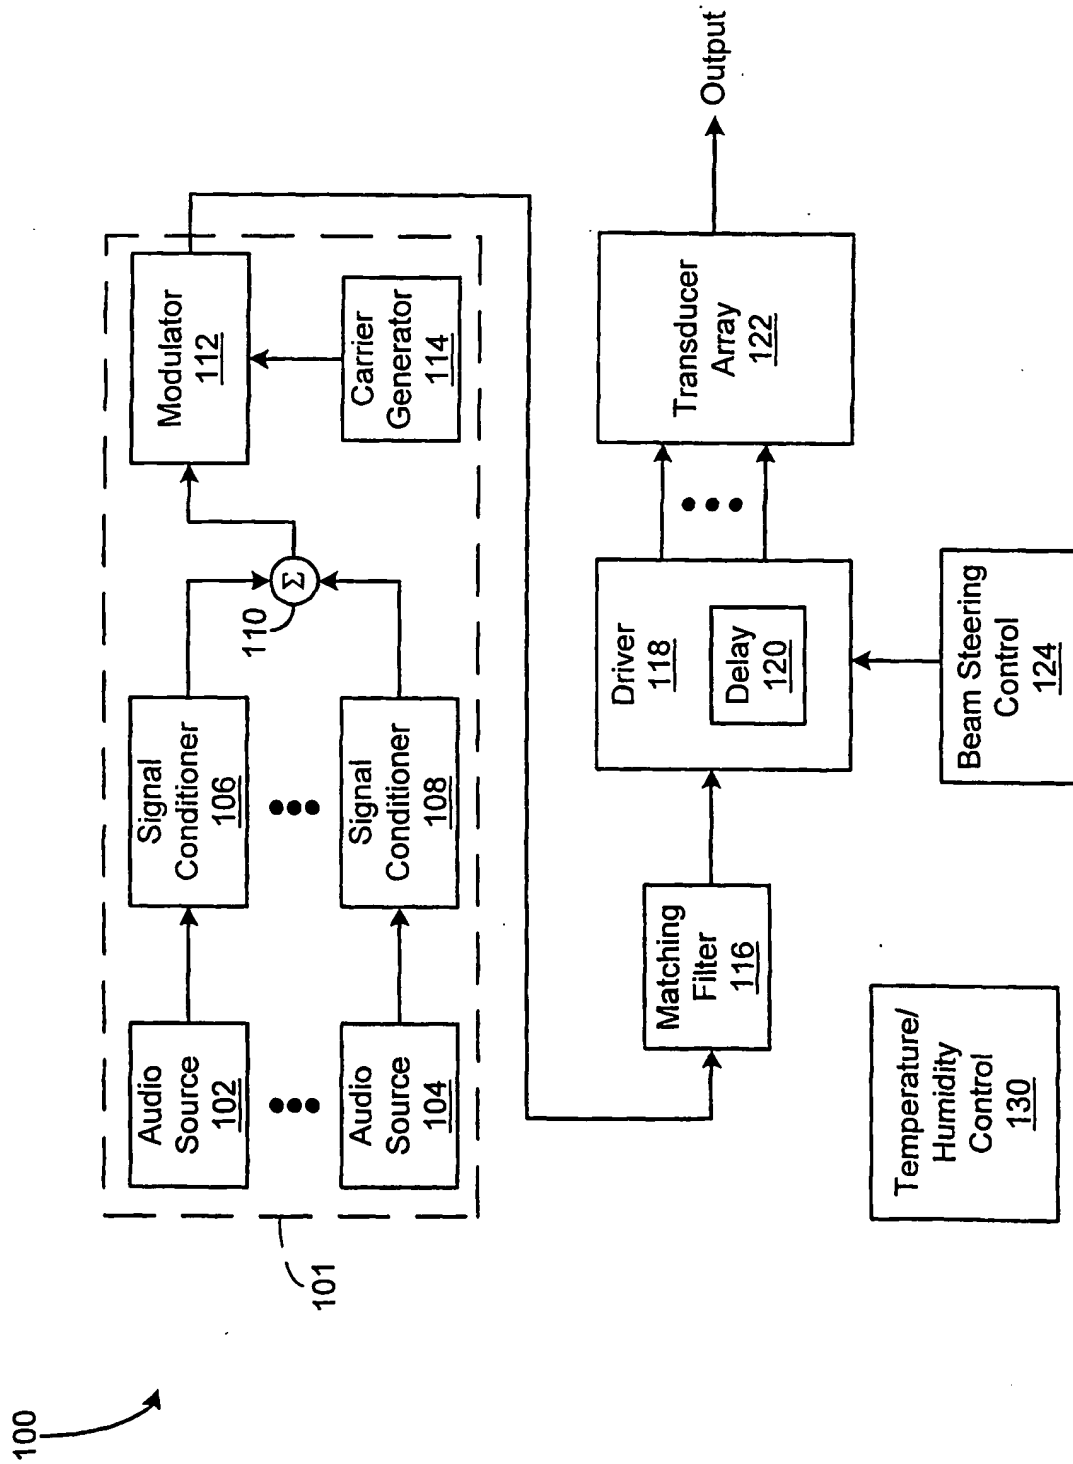 100
101
Audio
Source
102
Audio
Source
104
Signal
Conditioner
106
Signal
Conditioner
108
110
Σ
Modulator
112
Carrier
Generator
114
Matching
Filter
116
Driver
118
Delay
120
Transducer
Array
122
Output
Beam Steering
Control
124
Temperature/
Humidity
Control
130